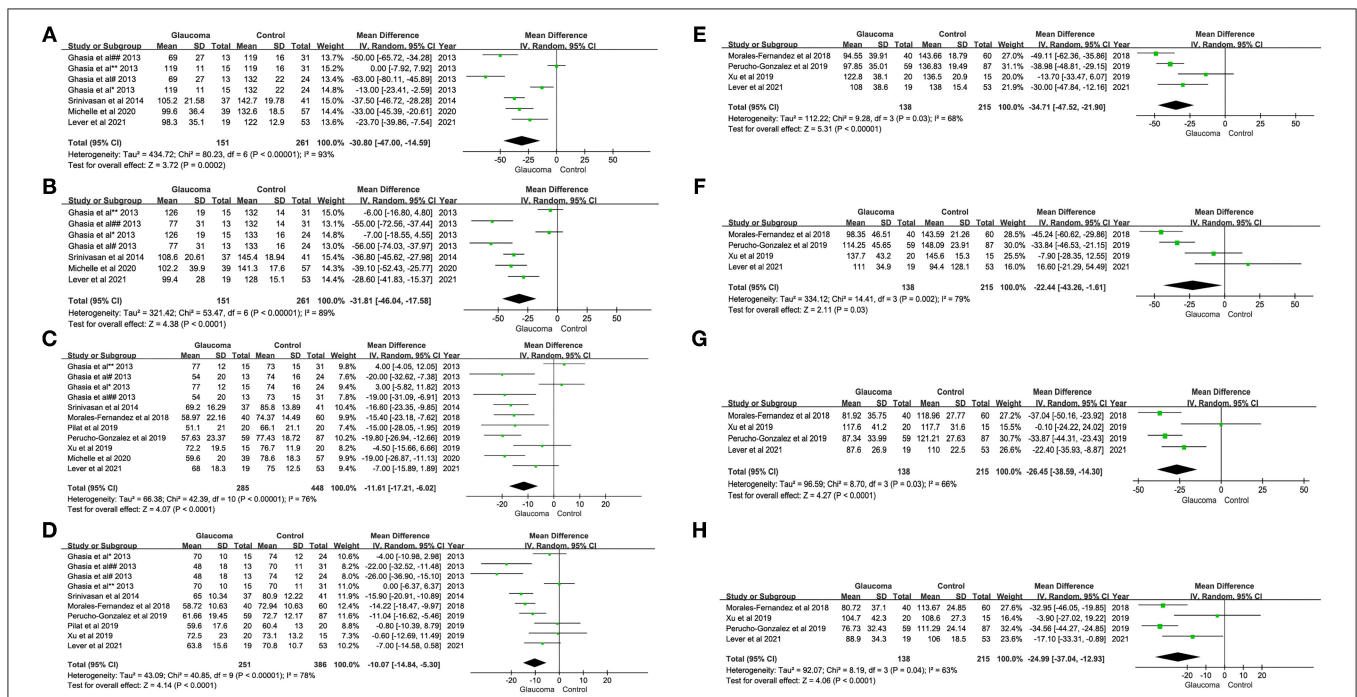 A
Glaucoma Control Mean Difference Mean Difference
Study or Subgroup Mean SD Total Mean SD Total Weight IV, Random, 95% CI Year IV, Random, 95% CI
Ghasia et al## 2013 69 27 13 119 16 31 13.7% -50.00 [-65.72, -34.28] 2013
Ghasia et al** 2013 119 11 15 119 16 31 15.9% 0.00 [-7.92, 7.92] 2013
Ghasia et al# 2013 69 27 13 132 22 24 13.3% -63.00 [-80.11, -45.89] 2013
Ghasia et al* 2013 119 11 15 132 22 24 15.4% -13.00 [-23.41, -2.59] 2013
Srinivasan et al 2014 105.2 21.58 37 142.7 19.78 41 15.6% -37.50 [-46.72, -28.28] 2014
Michelle et al 2020 99.6 36.4 39 132.6 18.5 57 14.8% -33.00 [-45.39, -20.61] 2020
Lever et al 2021 98.3 35.1 19 122 12.9 53 13.5% -23.70 [-39.86, -7.54] 2021
Total (95% CI) 151 261 100.0% -30.80 [-47.00, -14.59]
Heterogeneity: Tau² = 434.72; Chi² = 80.23, df = 6 (P < 0.00001); I² = 93%
Test for overall effect: Z = 3.72 (P = 0.0002)
-50 -25 0 25 50
Glaucoma Control
B
Glaucoma Control Mean Difference Mean Difference
Study or Subgroup Mean SD Total Mean SD Total Weight IV, Random, 95% CI Year IV, Random, 95% CI
Ghasia et al** 2013 126 19 15 132 14 31 15.0% -6.00 [-16.80, 4.80] 2013
Ghasia et al## 2013 77 31 13 132 14 31 13.1% -55.00 [-72.56, -37.44] 2013
Ghasia et al* 2013 126 19 15 133 16 24 14.8% -7.00 [-18.55, 4.55] 2013
Ghasia et al# 2013 77 31 13 133 16 24 13.0% -56.00 [-74.03, -37.97] 2013
Srinivasan et al 2014 108.6 20.61 37 145.4 18.94 41 15.4% -36.80 [-45.62, -27.98] 2014
Michelle et al 2020 102.2 39.9 39 141.3 17.6 57 14.4% -39.10 [-52.43, -25.77] 2020
Lever et al 2021 99.4 28 19 128 15.1 53 14.4% -28.60 [-41.83, -15.37] 2021
Total (95% CI) 151 261 100.0% -31.81 [-46.04, -17.58]
Heterogeneity: Tau² = 321.42; Chi² = 53.47, df = 6 (P < 0.00001); I² = 89%
Test for overall effect: Z = 4.38 (P < 0.0001)
-50 -25 0 25 50
Glaucoma Control
C
Glaucoma Control Mean Difference Mean Difference
Study or Subgroup Mean SD Total Mean SD Total Weight IV, Random, 95% CI Year IV, Random, 95% CI
Ghasia et al** 2013 77 12 15 73 15 31 9.8% 4.00 [-4.05, 12.05] 2013
Ghasia et al# 2013 54 20 13 74 16 24 7.6% -20.00 [-32.62, -7.38] 2013
Ghasia et al* 2013 77 12 15 74 16 24 9.4% 3.00 [-5.82, 11.82] 2013
Ghasia et al## 2013 54 20 13 73 15 31 7.8% -19.00 [-31.09, -6.91] 2013
Srinivasan et al 2014 69.2 16.29 37 85.8 13.89 41 10.4% -16.60 [-23.35, -9.85] 2014
Morales-Fernandez et al 2018 58.97 22.16 40 74.37 14.49 60 10.0% -15.40 [-23.18, -7.62] 2018
Pilat et al 2019 51.1 21 20 66.1 21.1 20 7.4% -15.00 [-28.05, -1.95] 2019
Perucho-Gonzalez et al 2019 57.63 23.37 59 77.43 18.72 87 10.2% -19.80 [-26.94, -12.66] 2019
Xu et al 2019 72.2 19.5 15 76.7 11.9 20 8.2% -4.50 [-15.66, 6.66] 2019
Michelle et al 2020 59.6 20 39 78.6 18.3 57 9.9% -19.00 [-26.87, -11.13] 2020
Lever et al 2021 68 18.3 19 75 12.5 53 9.3% -7.00 [-15.89, 1.89] 2021
Total (95% CI) 285 448 100.0% -11.61 [-17.21, -6.02]
Heterogeneity: Tau² = 66.38; Chi² = 42.39, df = 10 (P < 0.00001); I² = 76%
Test for overall effect: Z = 4.07 (P < 0.0001)
-20 -10 0 10 20
Glaucoma Control
D
Glaucoma Control Mean Difference Mean Difference
Study or Subgroup Mean SD Total Mean SD Total Weight IV, Random, 95% CI Year IV, Random, 95% CI
Ghasia et al* 2013 70 10 15 74 12 24 10.6% -4.00 [-10.98, 2.98] 2013
Ghasia et al## 2013 48 18 13 70 11 31 8.3% -22.00 [-32.52, -11.48] 2013
Ghasia et al# 2013 48 18 13 74 12 24 8.1% -26.00 [-36.90, -15.10] 2013
Ghasia et al** 2013 70 10 15 70 11 31 10.9% 0.00 [-6.37, 6.37] 2013
Srinivasan et al 2014 65 10.34 37 80.9 12.22 41 11.6% -15.90 [-20.91, -10.89] 2014
Morales-Fernandez et al 2018 58.72 10.63 40 72.94 10.63 60 12.0% -14.22 [-18.47, -9.97] 2018
Perucho-Gonzalez et al 2019 61.66 19.45 59 72.7 12.17 87 11.4% -11.04 [-16.62, -5.46] 2019
Pilat et al 2019 59.6 17.6 20 60.4 13 20 8.9% -0.80 [-10.39, 8.79] 2019
Xu et al 2019 72.5 23 20 73.1 13.2 15 7.5% -0.60 [-12.69, 11.49] 2019
Lever et al 2021 63.8 15.6 19 70.8 10.7 53 10.3% -7.00 [-14.58, 0.58] 2021
Total (95% CI) 251 386 100.0% -10.07 [-14.84, -5.30]
Heterogeneity: Tau² = 43.09; Chi² = 40.85, df = 9 (P < 0.00001); I² = 78%
Test for overall effect: Z = 4.14 (P < 0.0001)
-20 -10 0 10 20
Glaucoma Control
E
Glaucoma Control Mean Difference Mean Difference
Study or Subgroup Mean SD Total Mean SD Total Weight IV, Random, 95% CI Year IV, Random, 95% CI
Morales-Fernandez et al 2018 94.55 39.91 40 143.66 18.79 60 28.4% -49.11 [-62.36, -35.86] 2018
Perucho-Gonzalez et al 2019 97.85 35.01 59 136.83 19.49 87 31.1% -38.98 [-48.81, -29.15] 2019
Xu et al 2019 122.8 38.1 20 136.5 20.9 15 18.7% -13.70 [-33.47, 6.07] 2019
Lever et al 2021 108 38.6 19 138 15.4 53 21.9% -30.00 [-47.84, -12.16] 2021
Total (95% CI) 138 215 100.0% -34.71 [-47.52, -21.90]
Heterogeneity: Tau² = 112.22; Chi² = 9.28, df = 3 (P = 0.03); I² = 68%
Test for overall effect: Z = 5.31 (P < 0.00001)
-50 -25 0 25 50
Glaucoma Control
F
Glaucoma Control Mean Difference Mean Difference
Study or Subgroup Mean SD Total Mean SD Total Weight IV, Random, 95% CI Year IV, Random, 95% CI
Morales-Fernandez et al 2018 98.35 46.51 40 143.59 21.26 60 28.5% -45.24 [-60.62, -29.86] 2018
Perucho-Gonzalez et al 2019 114.25 45.65 59 148.09 23.91 87 30.0% -33.84 [-46.53, -21.15] 2019
Xu et al 2019 137.7 43.2 20 145.6 15.3 15 25.1% -7.90 [-28.35, 12.55] 2019
Lever et al 2021 111 34.9 19 94.4 128.1 53 16.4% 16.60 [-21.29, 54.49] 2021
Total (95% CI) 138 215 100.0% -22.44 [-43.26, -1.61]
Heterogeneity: Tau² = 334.12; Chi² = 14.41, df = 3 (P = 0.002); I² = 79%
Test for overall effect: Z = 2.11 (P = 0.03)
-50 -25 0 25 50
Glaucoma Control
G
Glaucoma Control Mean Difference Mean Difference
Study or Subgroup Mean SD Total Mean SD Total Weight IV, Random, 95% CI Year IV, Random, 95% CI
Morales-Fernandez et al 2018 81.92 35.75 40 118.96 27.77 60 27.2% -37.04 [-50.16, -23.92] 2018
Xu et al 2019 117.6 41.2 20 117.7 31.6 15 15.4% -0.10 [-24.22, 24.02] 2019
Perucho-Gonzalez et al 2019 87.34 33.99 59 121.21 27.63 87 30.9% -33.87 [-44.31, -23.43] 2019
Lever et al 2021 87.6 26.9 19 110 22.5 53 26.6% -22.40 [-35.93, -8.87] 2021
Total (95% CI) 138 215 100.0% -26.45 [-38.59, -14.30]
Heterogeneity: Tau² = 96.59; Chi² = 8.70, df = 3 (P = 0.03); I² = 66%
Test for overall effect: Z = 4.27 (P < 0.0001)
-50 -25 0 25 50
Glaucoma Control
H
Glaucoma Control Mean Difference Mean Difference
Study or Subgroup Mean SD Total Mean SD Total Weight IV, Random, 95% CI Year IV, Random, 95% CI
Morales-Fernandez et al 2018 80.72 37.1 40 113.67 24.85 60 27.6% -32.95 [-46.05, -19.85] 2018
Xu et al 2019 104.7 42.3 20 108.6 27.3 15 16.4% -3.90 [-27.02, 19.22] 2019
Perucho-Gonzalez et al 2019 76.73 32.43 59 111.29 24.14 87 32.3% -34.56 [-44.27, -24.85] 2019
Lever et al 2021 88.9 34.3 19 106 18.5 53 23.7% -17.10 [-33.31, -0.89] 2021
Total (95% CI) 138 215 100.0% -24.99 [-37.04, -12.93]
Heterogeneity: Tau² = 92.07; Chi² = 8.19, df = 3 (P = 0.04); I² = 63%
Test for overall effect: Z = 4.06 (P < 0.0001)
-20 -10 0 10 20
Glaucoma Control